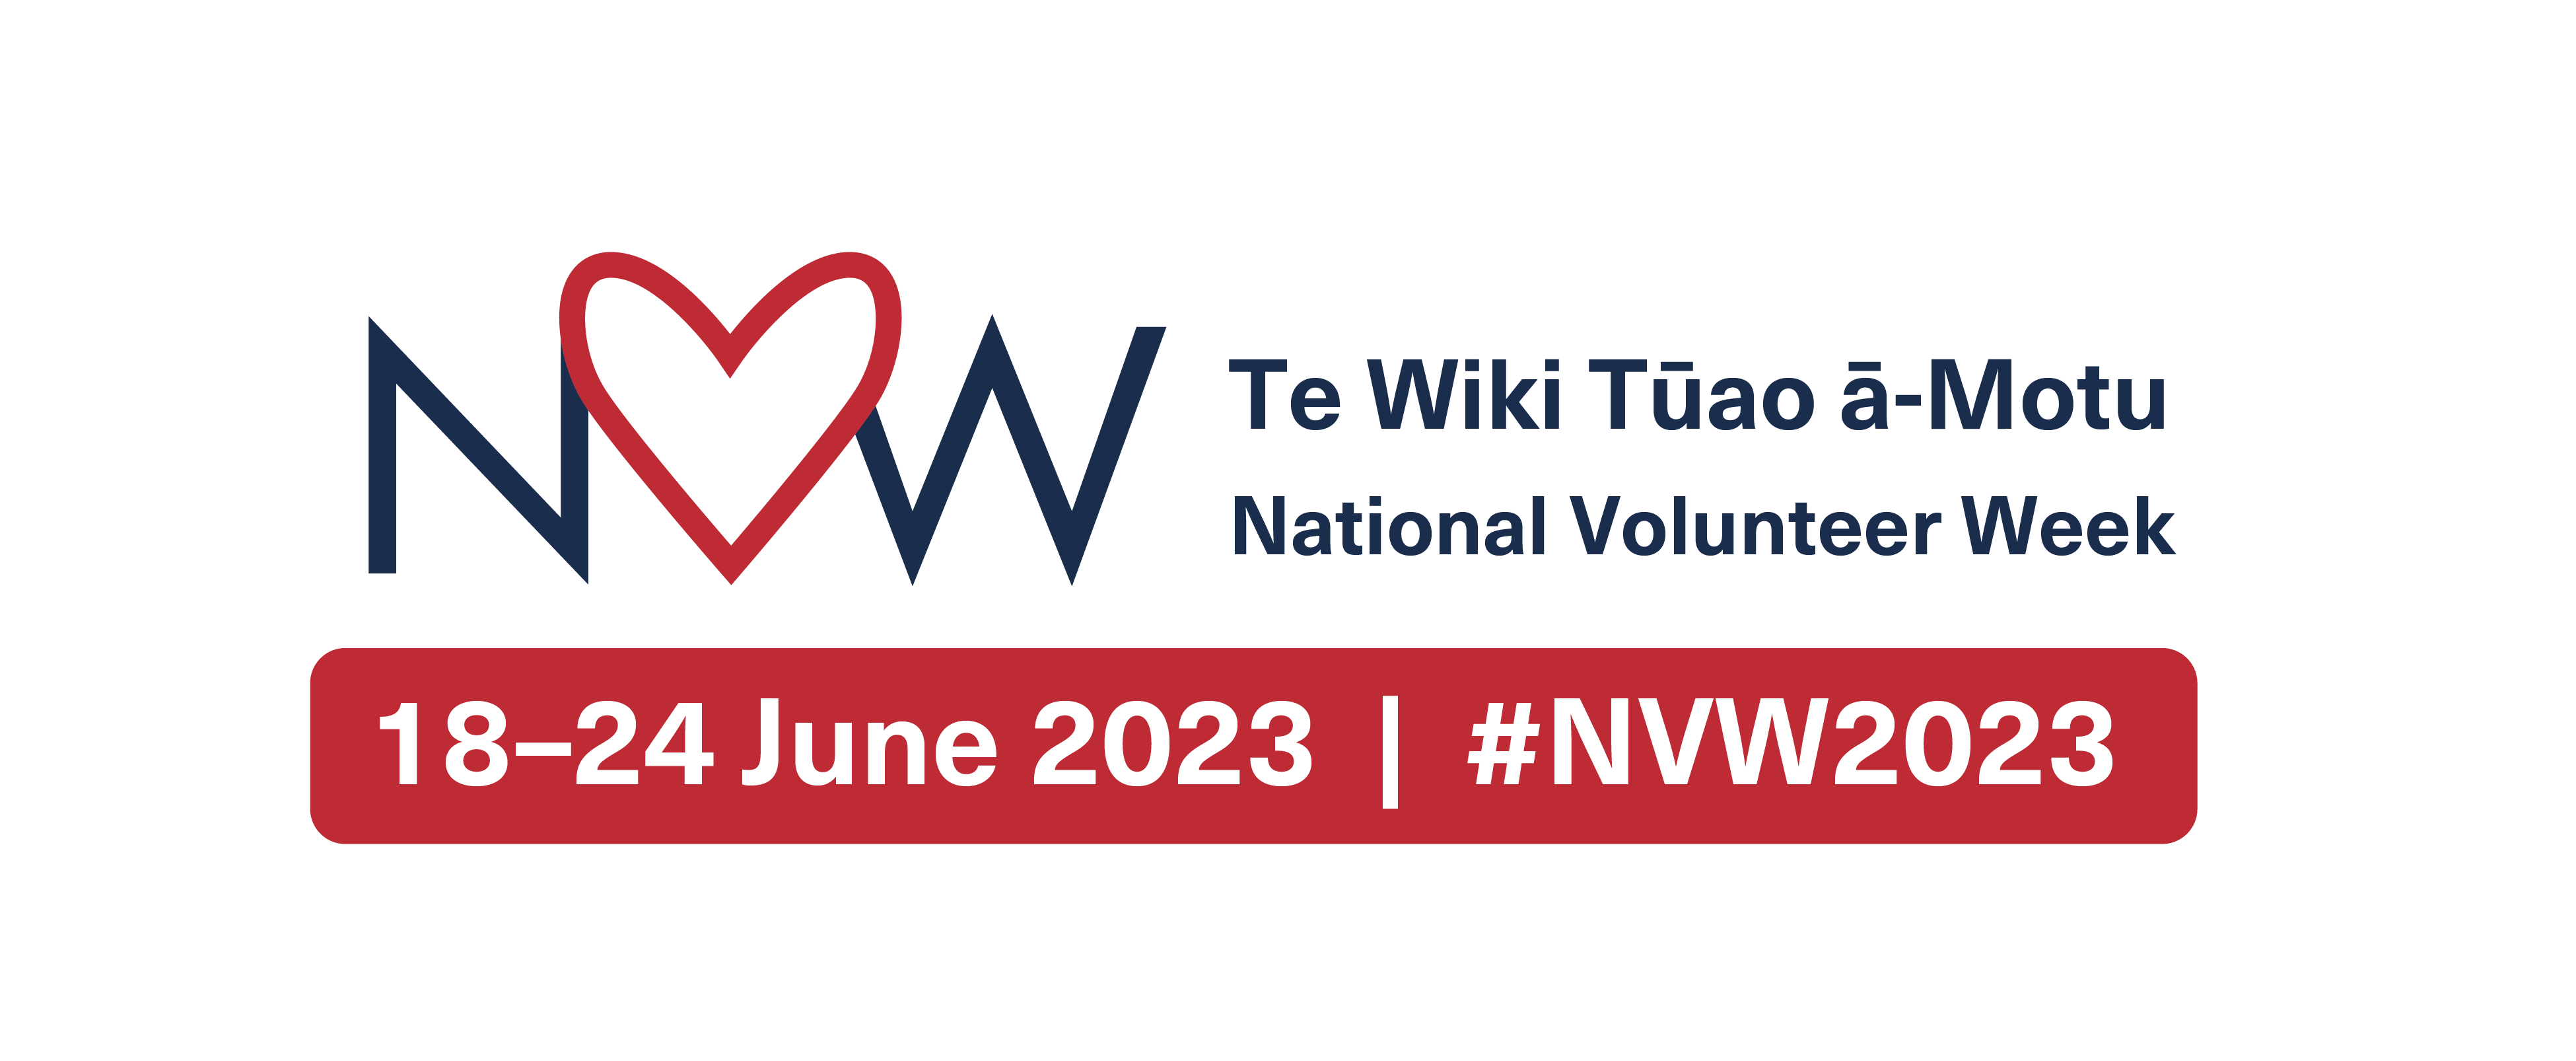 NVW
Te Wiki Tūao ā-Motu
National Volunteer Week
18–24 June 2023 | #NVW2023